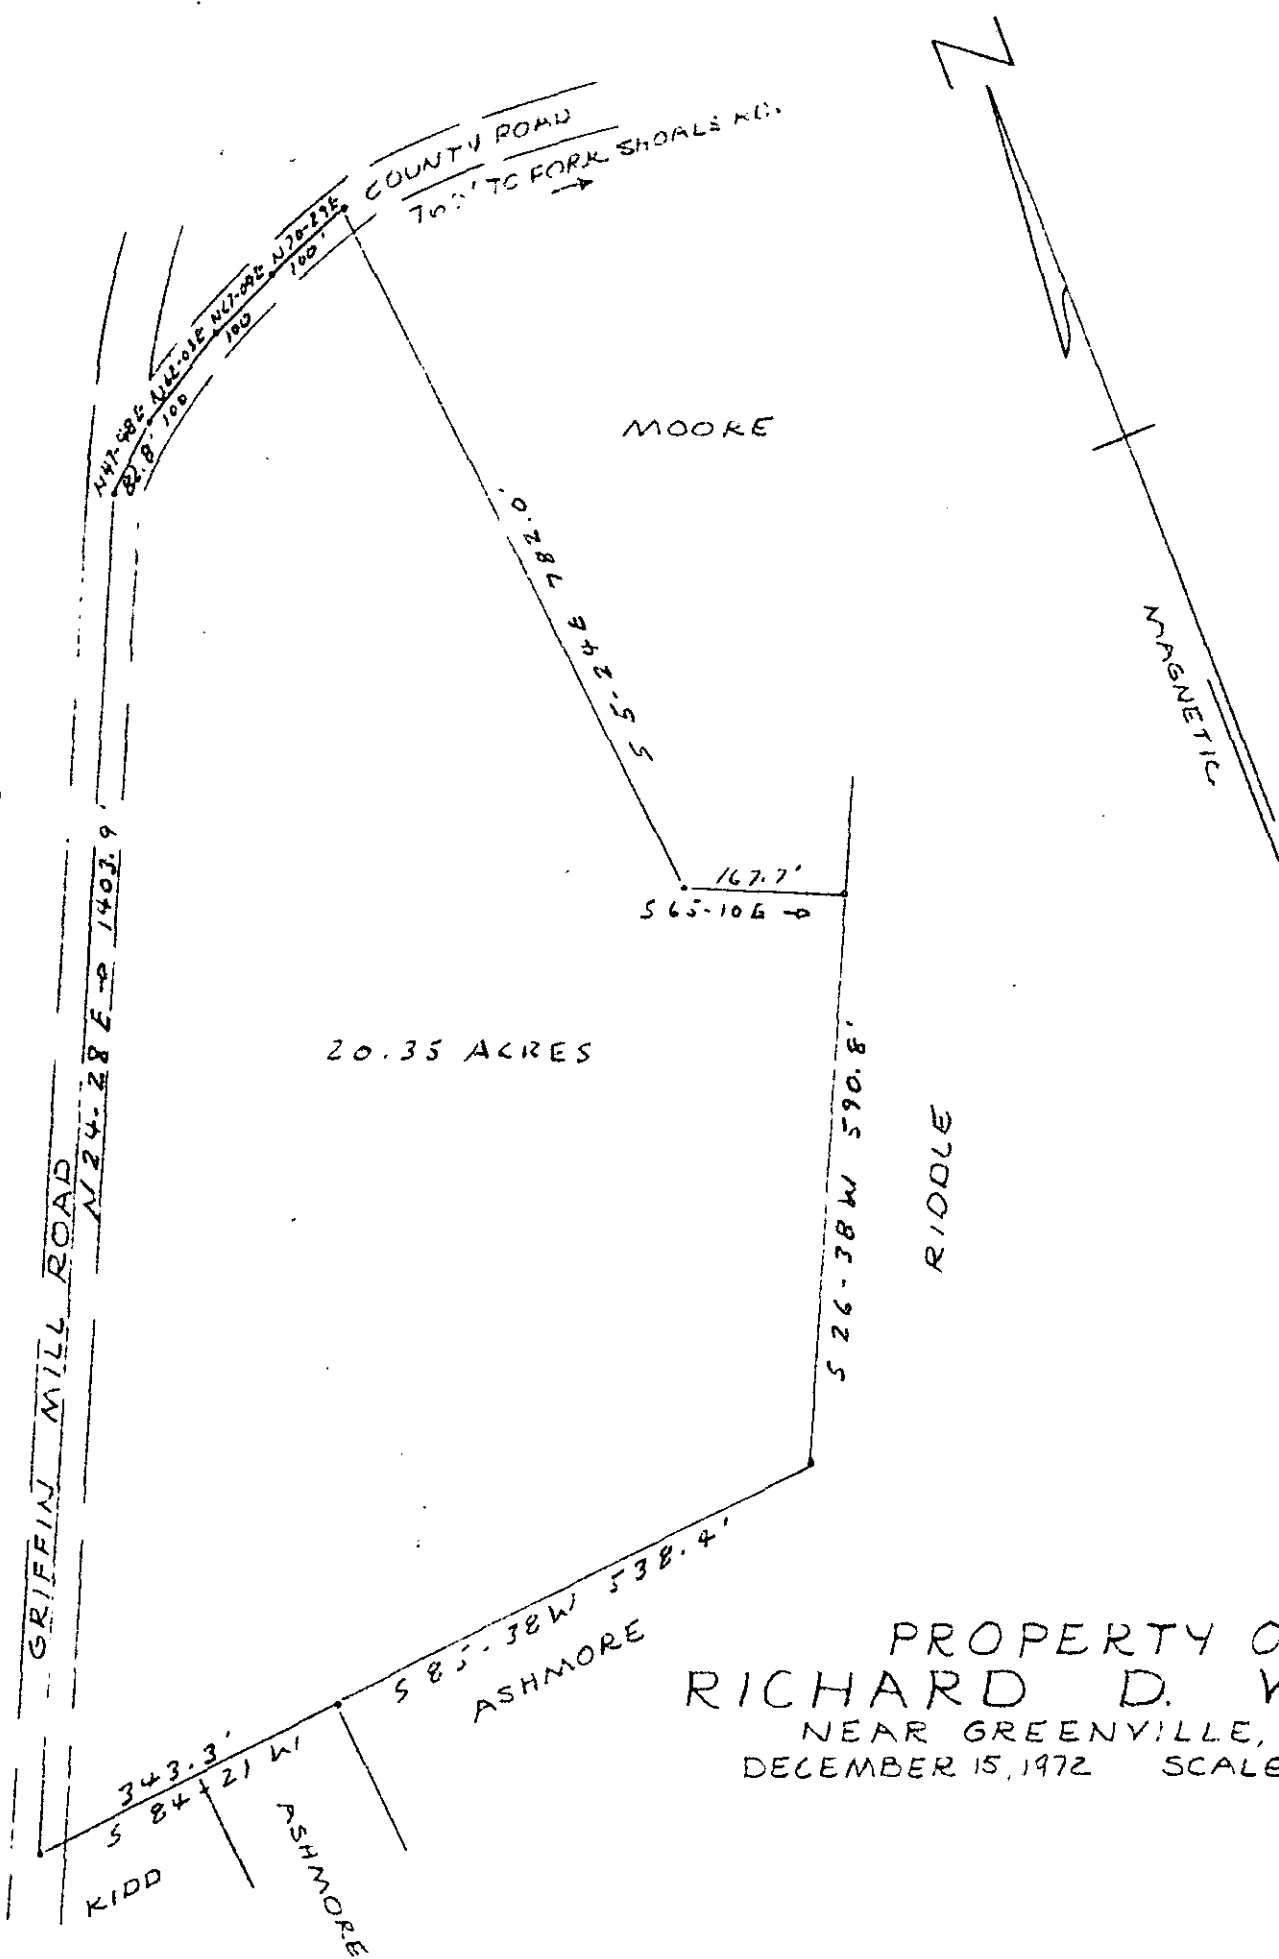 N
COUNTY ROAD
TO FORK SHOALS RD.
N70-29E
100'
N67-09E
100
N62-03E
100
N47-48E
82.8'
MOORE
S 5-24 E 782.0'
MAGNETIC
167.7'
S 65-10 E
N 24-28 E 1403.9'
20.35 ACRES
S 26-38 W 590.8'
RIDDLE
GRIFFIN MILL ROAD
S 85-38 W 538.4'
ASHMORE
343.3'
S 84-21 W
KIDD
ASHMORE
PROPERTY O
RICHARD D.
NEAR GREENVILLE,
DECEMBER 15, 1972 SCALE